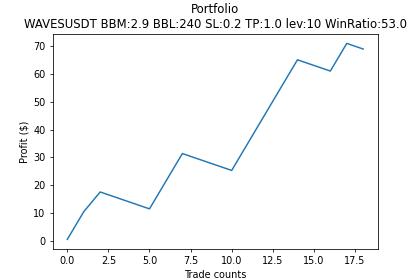 Portfolio
WAVESUSDT BBM:2.9 BBL:240 SL:0.2 TP:1.0 lev:10 WinRatio:53.0
70
60
50
40
30
20
10
0
Profit ($)
0.0 2.5 5.0 7.5 10.0 12.5 15.0 17.5
Trade counts